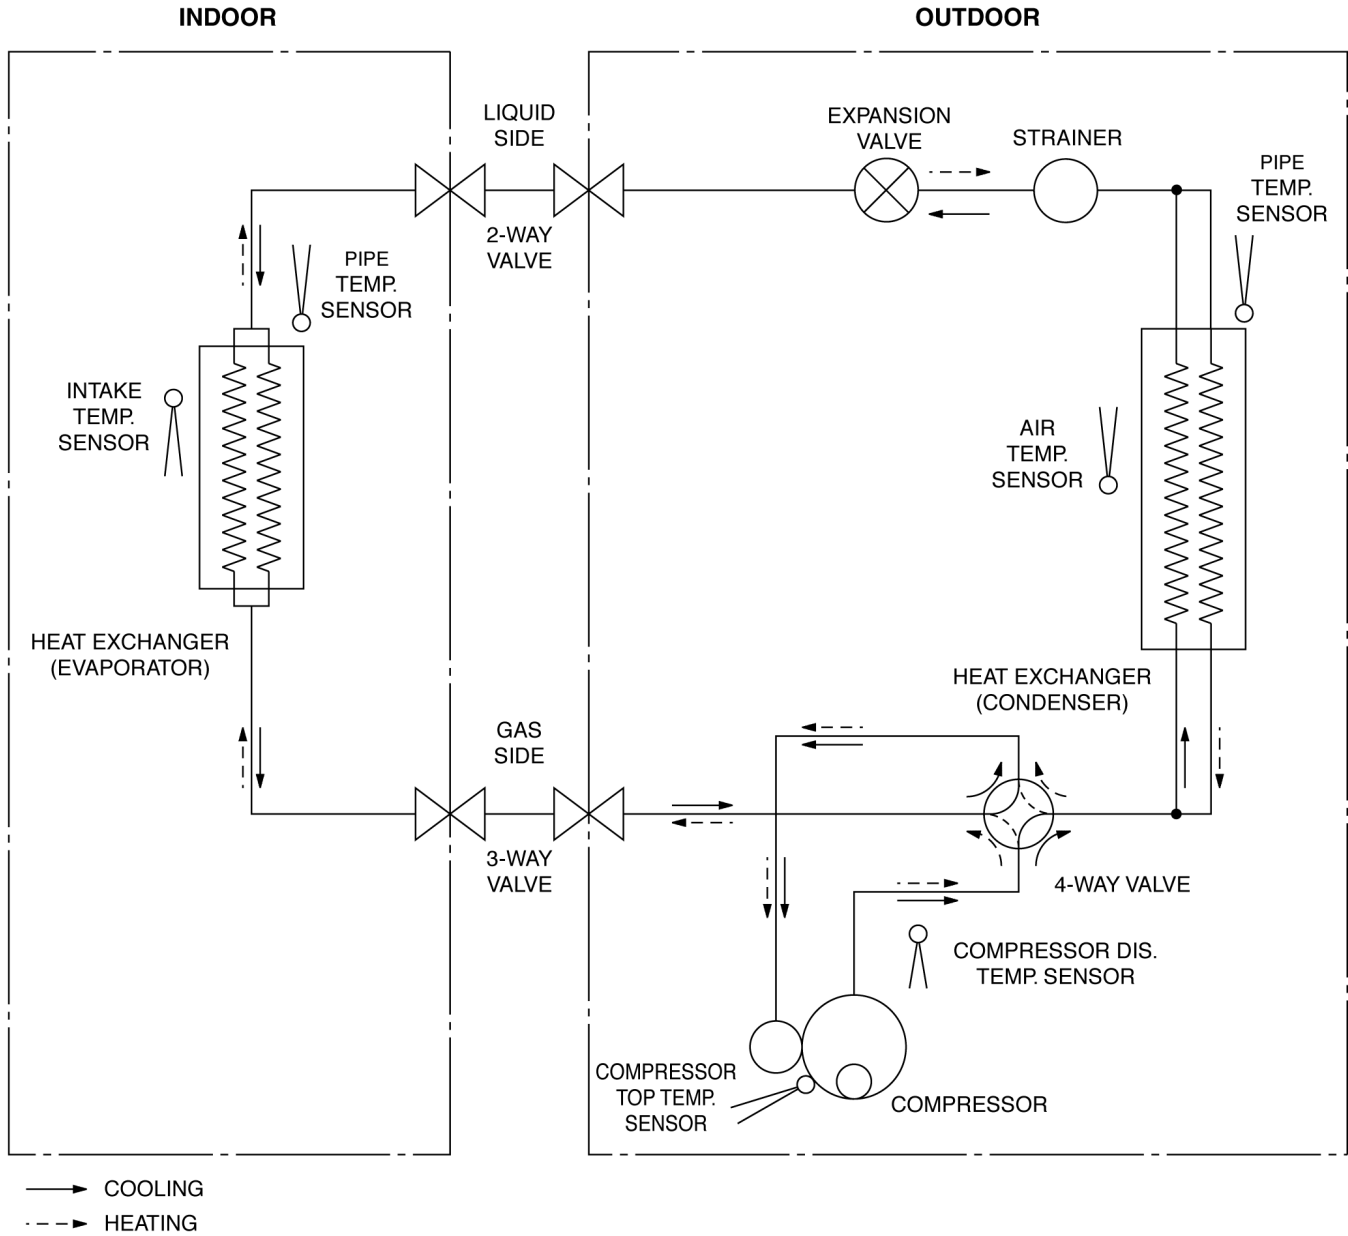 INDOOR
OUTDOOR
LIQUID
SIDE
2-WAY
VALVE
EXPANSION
VALVE
STRAINER
PIPE
TEMP.
SENSOR
PIPE
TEMP.
SENSOR
INTAKE
TEMP.
SENSOR
AIR
TEMP.
SENSOR
HEAT EXCHANGER
(EVAPORATOR)
HEAT EXCHANGER
(CONDENSER)
GAS
SIDE
3-WAY
VALVE
4-WAY VALVE
COMPRESSOR DIS.
TEMP. SENSOR
COMPRESSOR
TOP TEMP.
SENSOR
COMPRESSOR
COOLING
HEATING